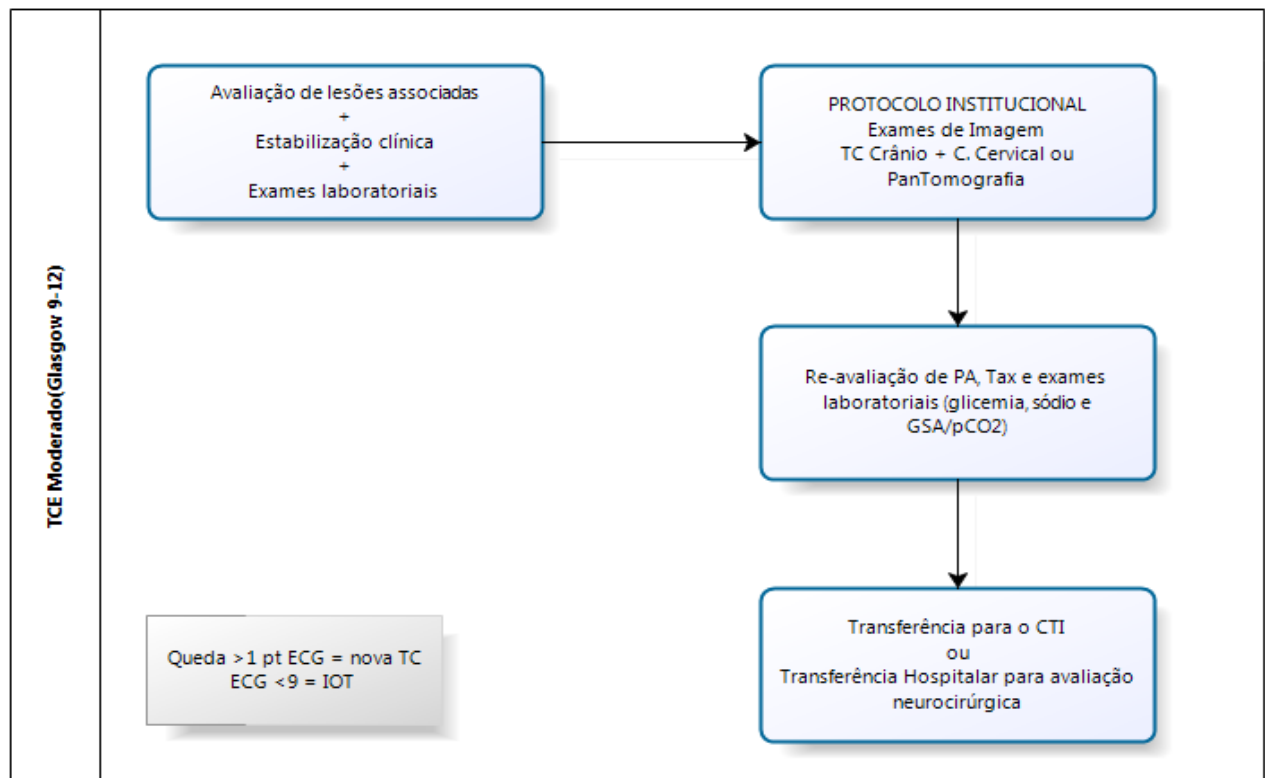 TCE Moderado(Glasgow 9-12)
Avaliação de lesões associadas
+
Estabilização clínica
+
Exames laboratoriais
PROTOCOLO INSTITUCIONAL
Exames de Imagem
TC Crânio + C. Cervical ou
PanTomografia
Re-avaliação de PA, Tax e exames
laboratoriais (glicemia, sódio e
GSA/pCO2)
Transferência para o CTI
ou
Transferência Hospitalar para avaliação
neurocirúrgica
Queda >1 pt ECG = nova TC
ECG <9 = IOT